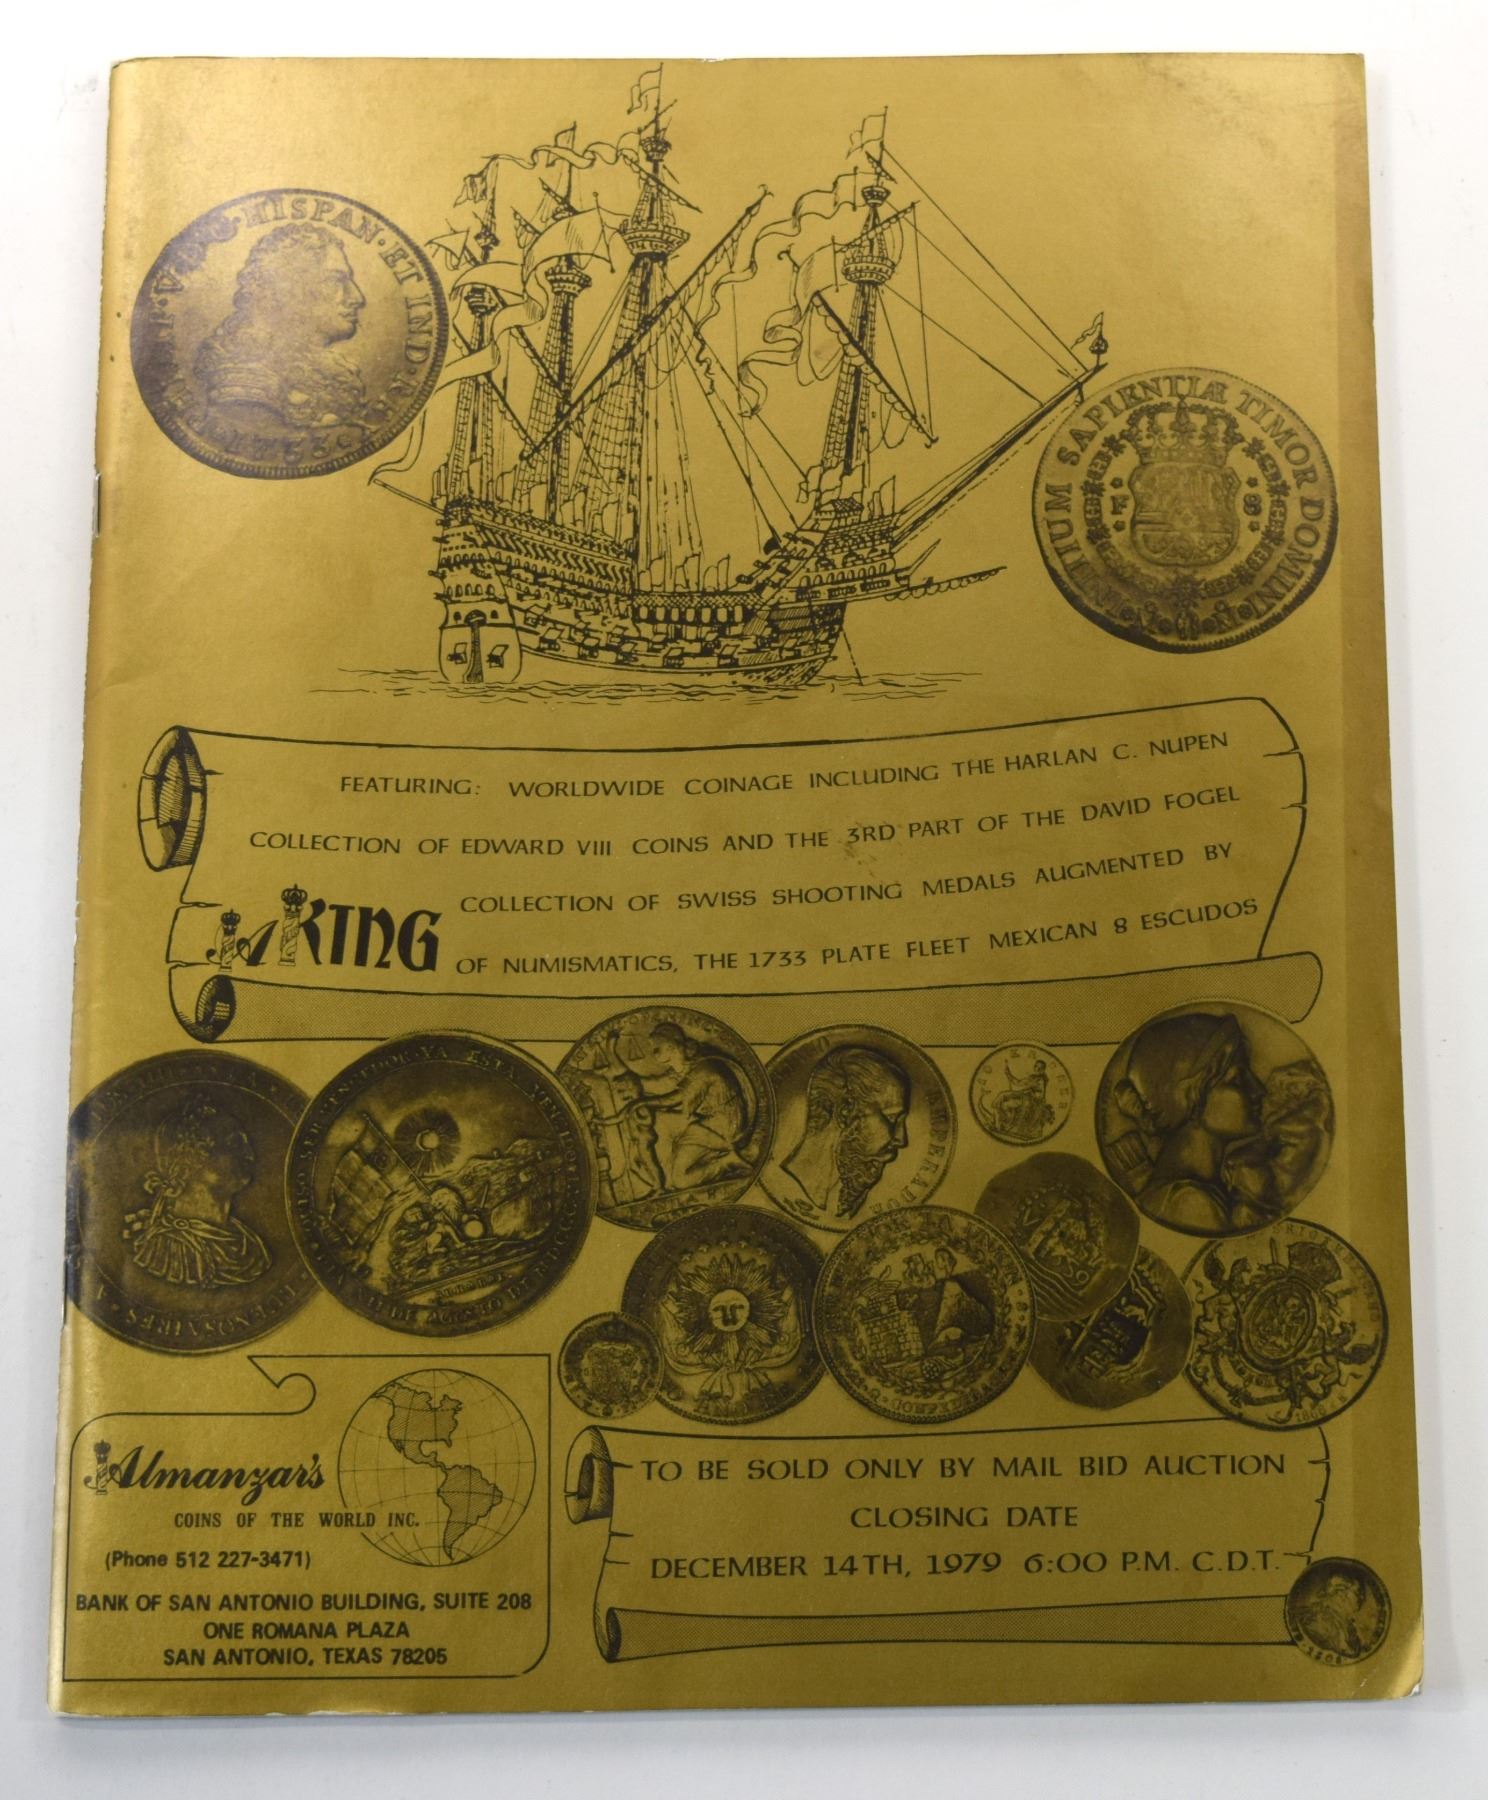 HISPAN·ET IND·R
1733
INITIUM SAPIENTIÆ TIMOR DOMINI
F 8
FEATURING: WORLDWIDE COINAGE INCLUDING THE HARLAN C. NUPEN
COLLECTION OF EDWARD VIII COINS AND THE 3RD PART OF THE DAVID FOGEL
COLLECTION OF SWISS SHOOTING MEDALS AUGMENTED BY
A KING OF NUMISMATICS, THE 1733 PLATE FLEET MEXICAN 8 ESCUDOS
Almanzar's
COINS OF THE WORLD INC.
(Phone 512 227-3471)
BANK OF SAN ANTONIO BUILDING, SUITE 208
ONE ROMANA PLAZA
SAN ANTONIO, TEXAS 78205
TO BE SOLD ONLY BY MAIL BID AUCTION
CLOSING DATE
DECEMBER 14TH, 1979 6:00 P.M. C.D.T.